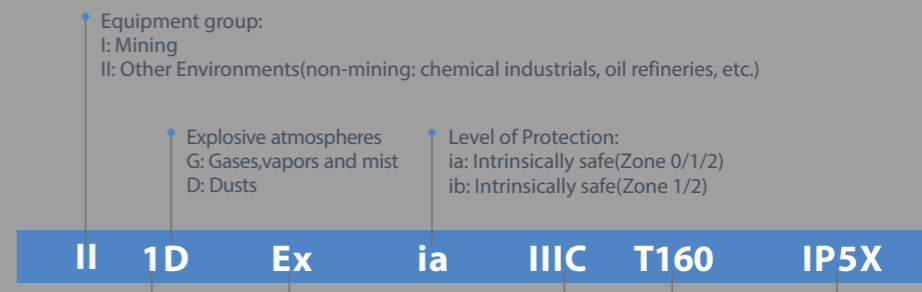 Equipment group:
I: Mining
II: Other Environments(non-mining: chemical industrials, oil refineries, etc.)
Explosive atmospheres
G: Gases,vapors and mist
D: Dusts
Level of Protection:
ia: Intrinsically safe(Zone 0/1/2)
ib: Intrinsically safe(Zone 1/2)
II 1D Ex ia IIIC T160 IP5X